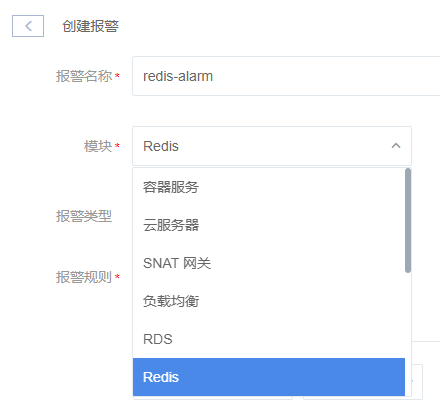 创建报警
报警名称 * redis-alarm
模块 * Redis
容器服务
报警类型
云服务器
SNAT 网关
报警规则 *
负载均衡
RDS
Redis